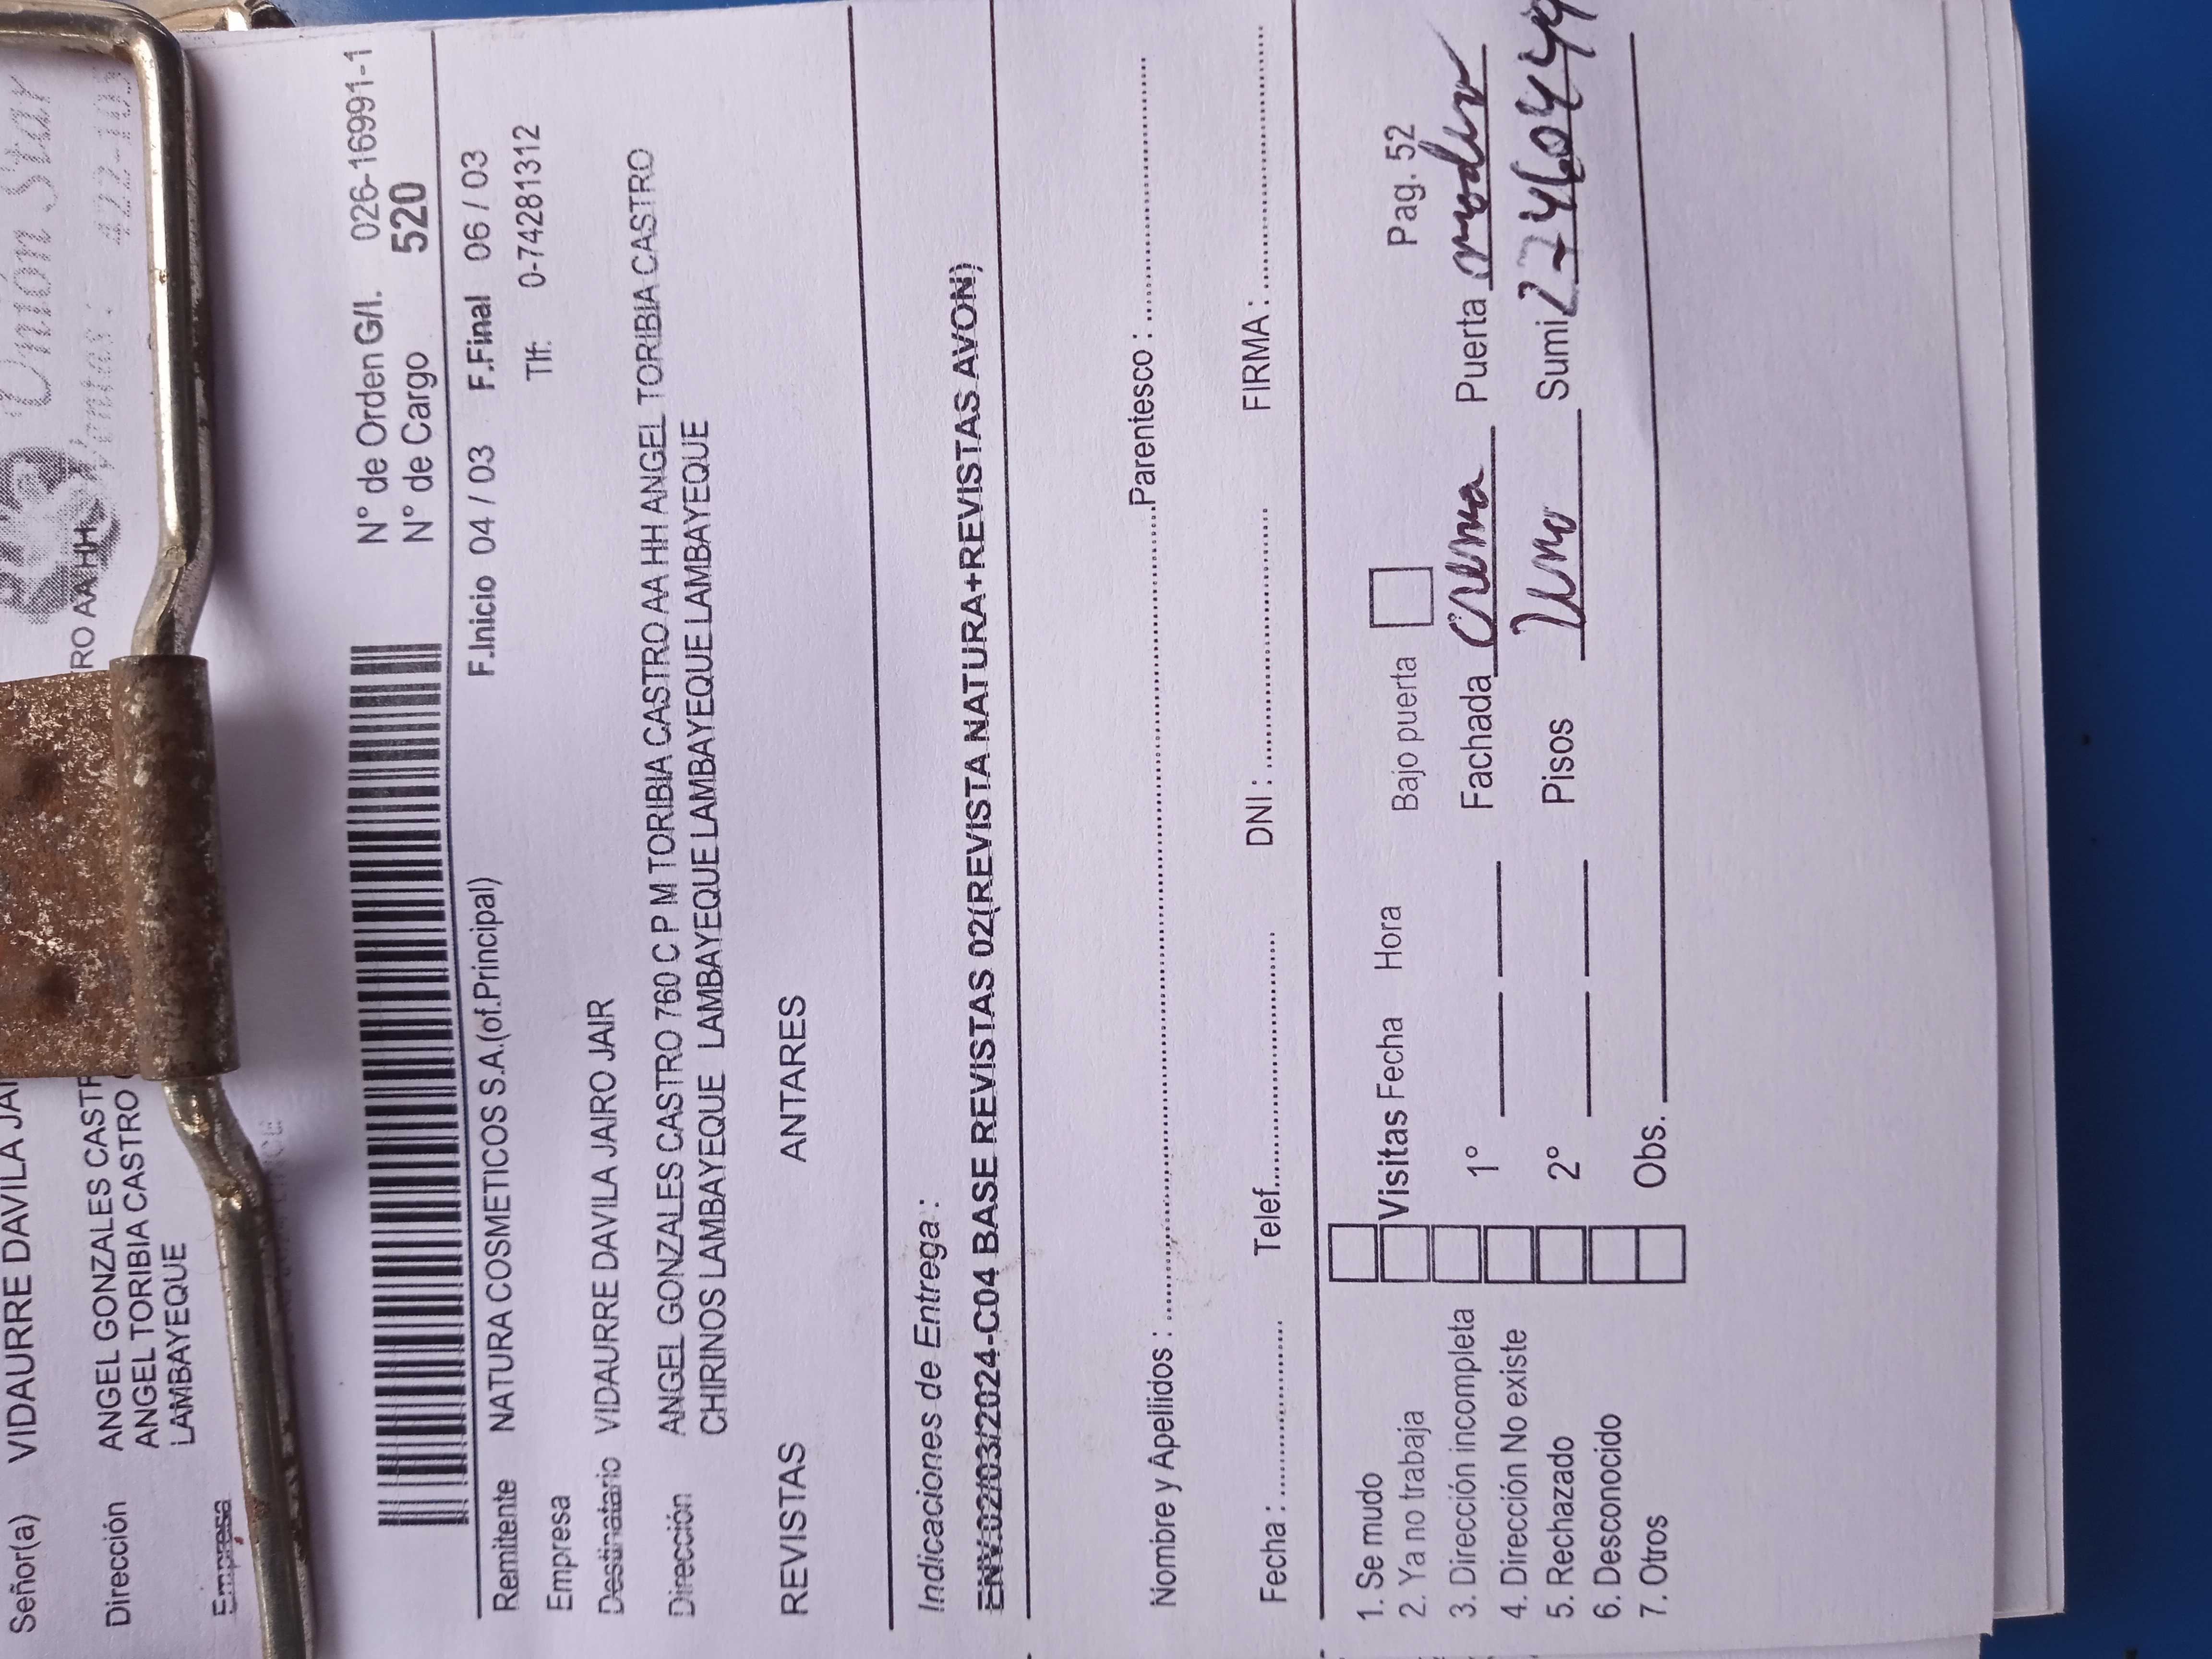 Unión Star
Ventas : 422-103
Señor(a) VIDAURRE DAVILA JAI
RO AA HH
Dirección ANGEL GONZALES CASTR
ANGEL TORIBIA CASTRO
LAMBAYEQUE
Empresa
N° de Orden G/I. 026-16991-1
N° de Cargo 520
F.Inicio 04 / 03 F.Final 06 / 03
Remitente NATURA COSMETICOS S.A.(of.Principal)
Tlf: 0-74281312
Empresa
Destinatario VIDAURRE DAVILA JAIRO JAIR
Dirección ANGEL GONZALES CASTRO 760 C P M TORIBIA CASTRO AA HH ANGEL TORIBIA CASTRO
CHIRINOS LAMBAYEQUE LAMBAYEQUE LAMBAYEQUE LAMBAYEQUE
REVISTAS ANTARES
Indicaciones de Entrega :
ENV.02/03/2024-C04 BASE REVISTAS 02(REVISTA NATURA+REVISTAS AVON)
Nombre y Apellidos : Parentesco :
Fecha : Telef. DNI : FIRMA :
1. Se mudo
2. Ya no trabaja Visitas Fecha Hora Bajo puerta Pag. 52
3. Dirección incompleta 1° Fachada crema Puerta
4. Dirección No existe
5. Rechazado 2° Pisos 1 Sumi
6. Desconocido
7. Otros Obs.